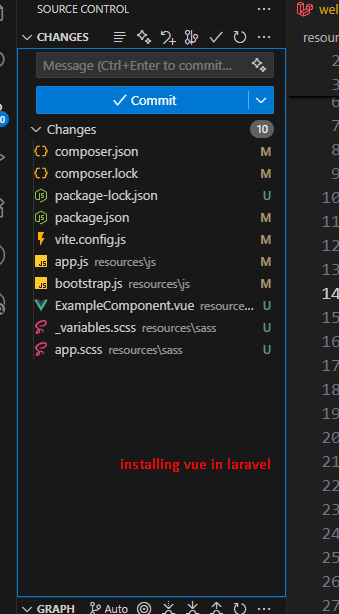 SOURCE CONTROL
CHANGES
Message (Ctrl+Enter to commit...
Commit
Changes 10
composer.json M
composer.lock M
package-lock.json U
package.json M
vite.config.js M
app.js resources\js M
bootstrap.js resources\js M
ExampleComponent.vue resource... U
_variables.scss resources\sass U
app.scss resources\sass U
installing vue in laravel
GRAPH Auto
wel
resour
2
3
6
7
8
9
10
11
12
13
14
15
16
17
18
19
20
21
22
23
24
25
26
27